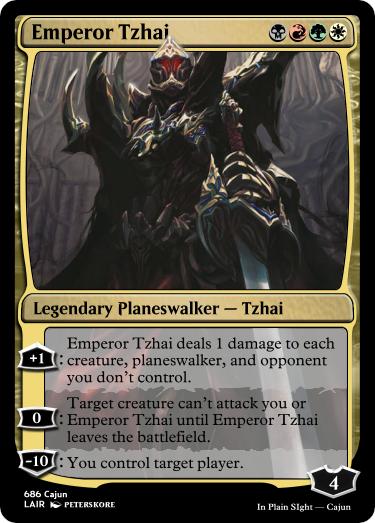 Emperor Tzhai
Legendary Planeswalker — Tzhai
+1: Emperor Tzhai deals 1 damage to each
creature, planeswalker, and opponent
you don't control.
0: Target creature can't attack you or
Emperor Tzhai until Emperor Tzhai
leaves the battlefield.
-10: You control target player.
4
686 Cajun
LAIR PETERSKORE
In Plain SIght — Cajun